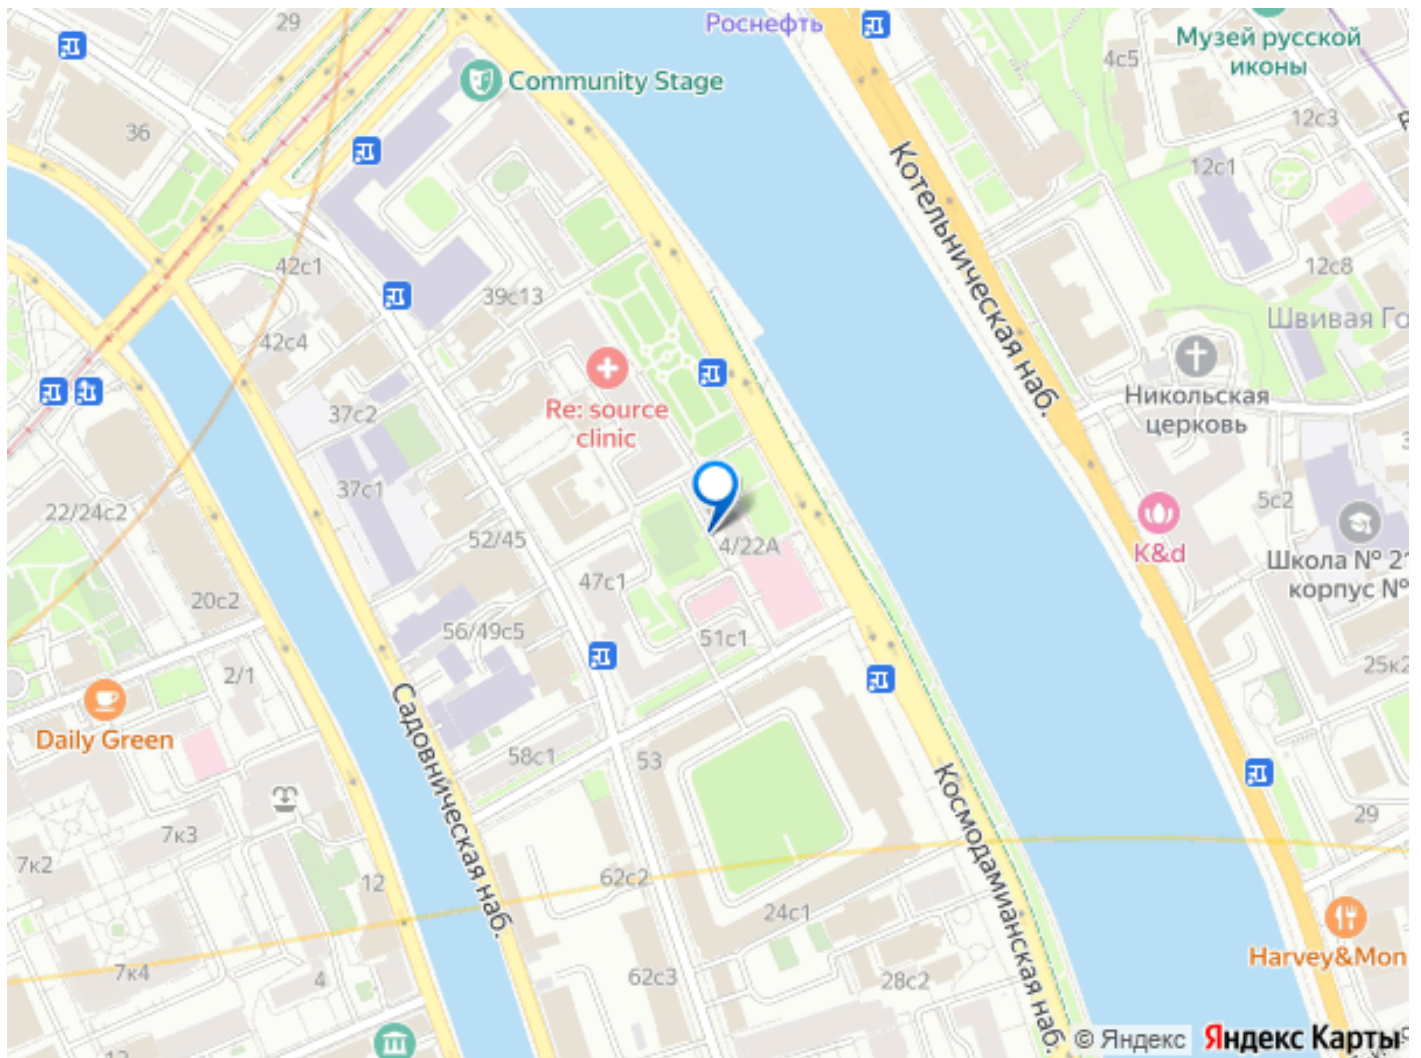 29
Роснефть
Музей русской
иконы
4с5
Community Stage
36
12с3
12с1
42с1
39с13
12с8
Швивая Го
42с4
Никольская
церковь
37с2
Re: source
clinic
37с1
22/24с2
5с2
52/45
4/22А
K&d
Школа № 21
корпус №
47с1
20с2
56/49с5
51с1
2/1
25к2
Daily Green
58с1
53
Котельническая наб.
Садовническая наб.
Космодамианская наб.
7к3
29
7к2
12
62с2
24с1
7к4
4
62с3
28с2
Harvey&Mon
© Яндекс Яндекс Карты